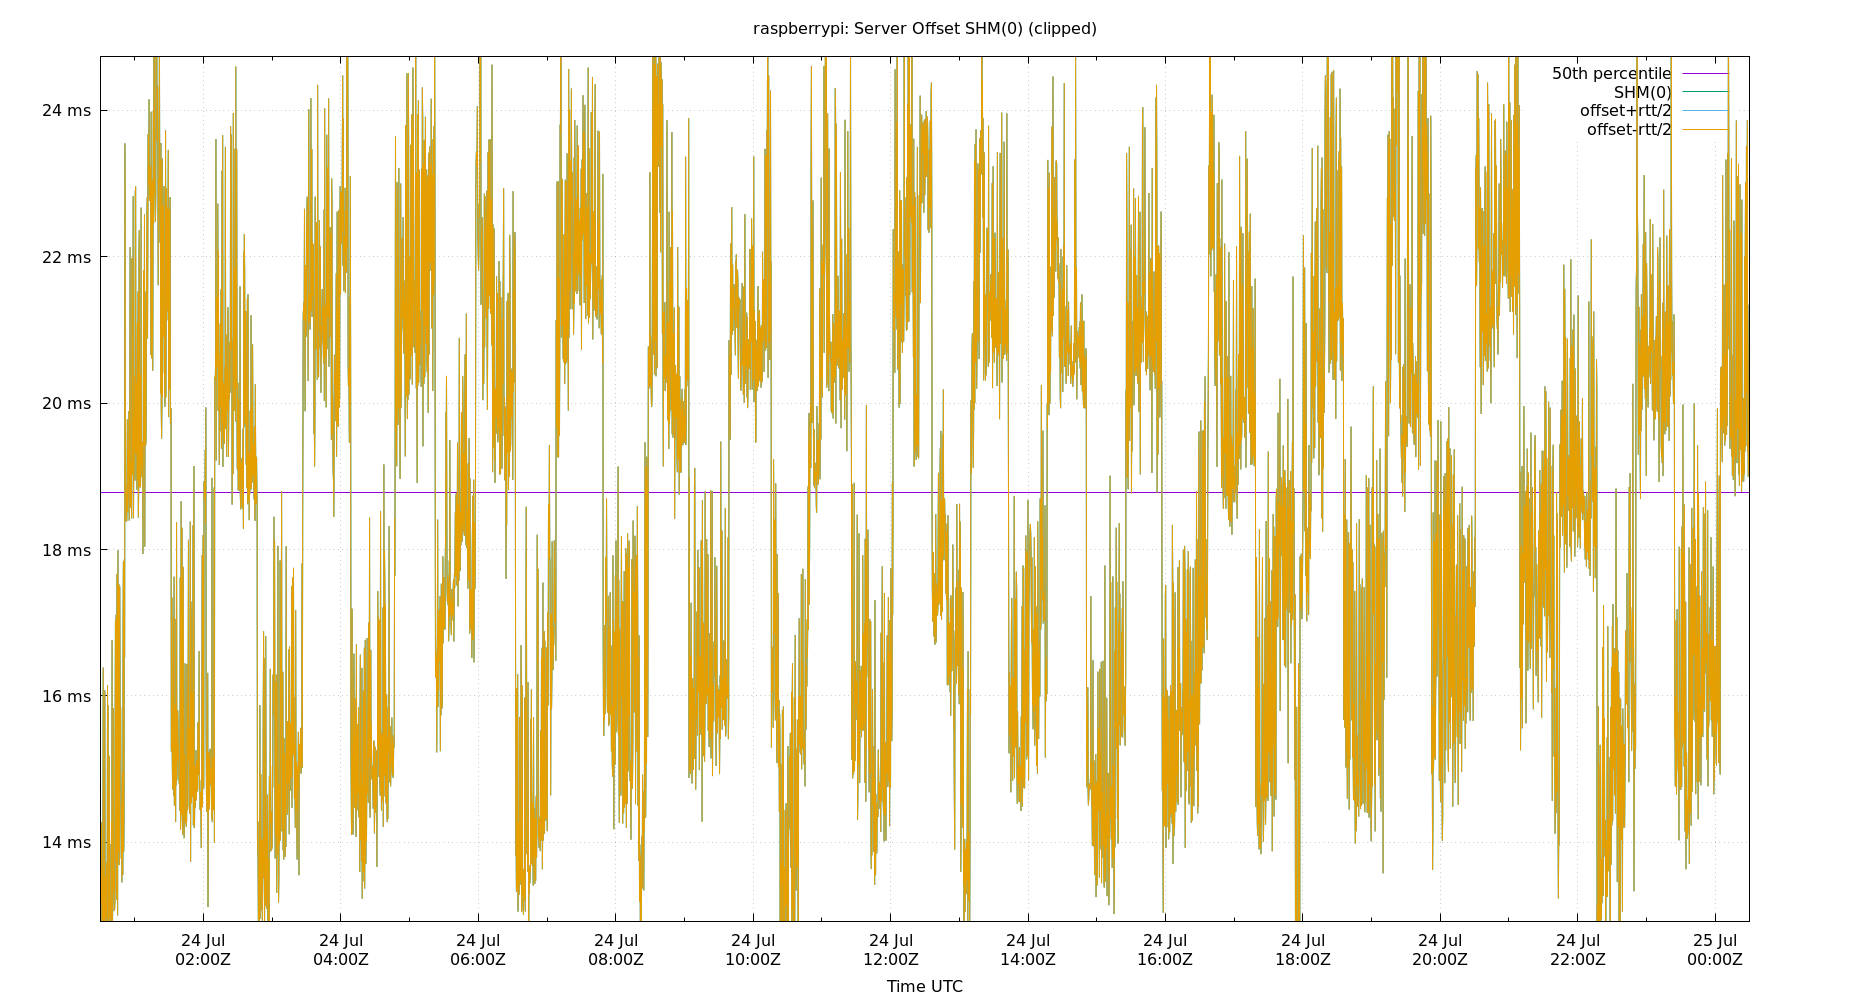 raspberrypi: Server Offset SHM(0) (clipped)
50th percentile
SHM(0)
offset+rtt/2
offset-rtt/2
24 ms
22 ms
20 ms
18 ms
16 ms
14 ms
24 Jul 24 Jul 24 Jul 24 Jul 24 Jul 24 Jul 24 Jul 24 Jul 24 Jul 24 Jul 24 Jul 25 Jul
02:00Z 04:00Z 06:00Z 08:00Z 10:00Z 12:00Z 14:00Z 16:00Z 18:00Z 20:00Z 22:00Z 00:00Z
Time UTC